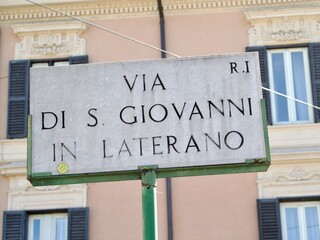 R.I
VIA
DI S. GIOVANNI
IN LATERANO